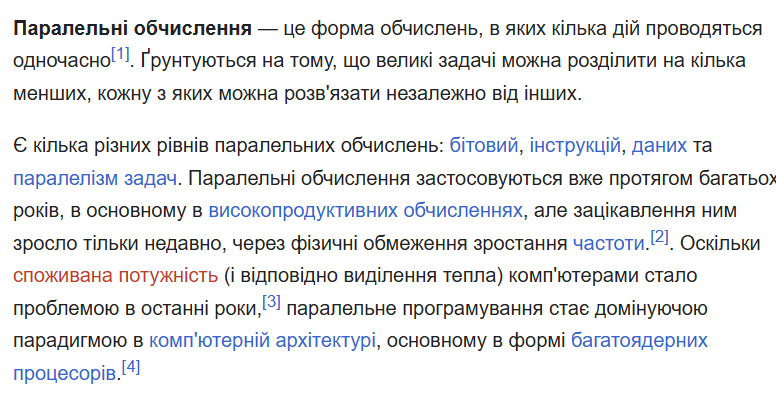 Паралельні обчислення — це форма обчислень, в яких кілька дій проводяться
одночасно[1]. Ґрунтуються на тому, що великі задачі можна розділити на кілька
менших, кожну з яких можна розв'язати незалежно від інших.
Є кілька різних рівнів паралельних обчислень: бітовий, інструкцій, даних та
паралелізм задач. Паралельні обчислення застосовуються вже протягом багатьох
років, в основному в високопродуктивних обчисленнях, але зацікавлення ним
зросло тільки недавно, через фізичні обмеження зростання частоти.[2]. Оскільки
споживана потужність (і відповідно виділення тепла) комп'ютерами стало
проблемою в останні роки,[3] паралельне програмування стає домінуючою
парадигмою в комп'ютерній архітектурі, основному в формі багатоядерних
процесорів.[4]